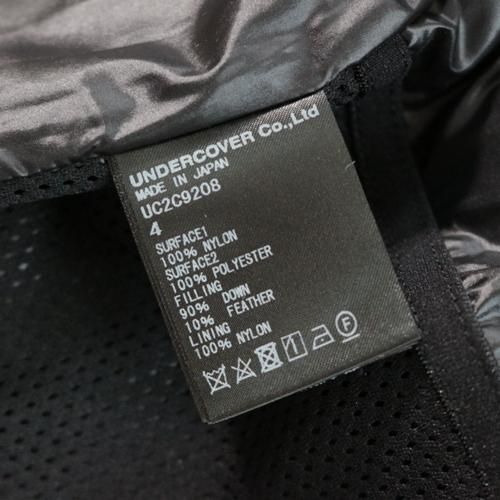 UNDERCOVER Co.,Ltd
MADE IN JAPAN
UC2C9208
4
SURFACE1
100% NYLON
SURFACE2
100% POLYESTER
FILLING
90% DOWN
10% FEATHER
LINING
100% NYLON
F